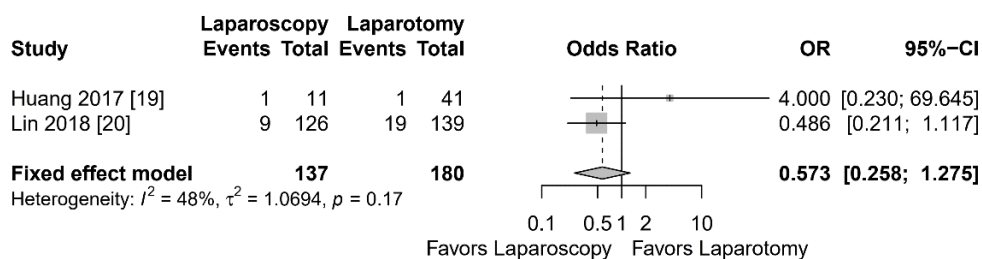 Laparoscopy Laparotomy
Study Events Total Events Total Odds Ratio OR 95%−CI
Huang 2017 [19] 1 11 1 41 4.000 [0.230; 69.645]
Lin 2018 [20] 9 126 19 139 0.486 [0.211; 1.117]
Fixed effect model 137 180 0.573 [0.258; 1.275]
Heterogeneity: I² = 48%, τ² = 1.0694, p = 0.17
0.1 0.5 1 2 10
Favors Laparoscopy Favors Laparotomy